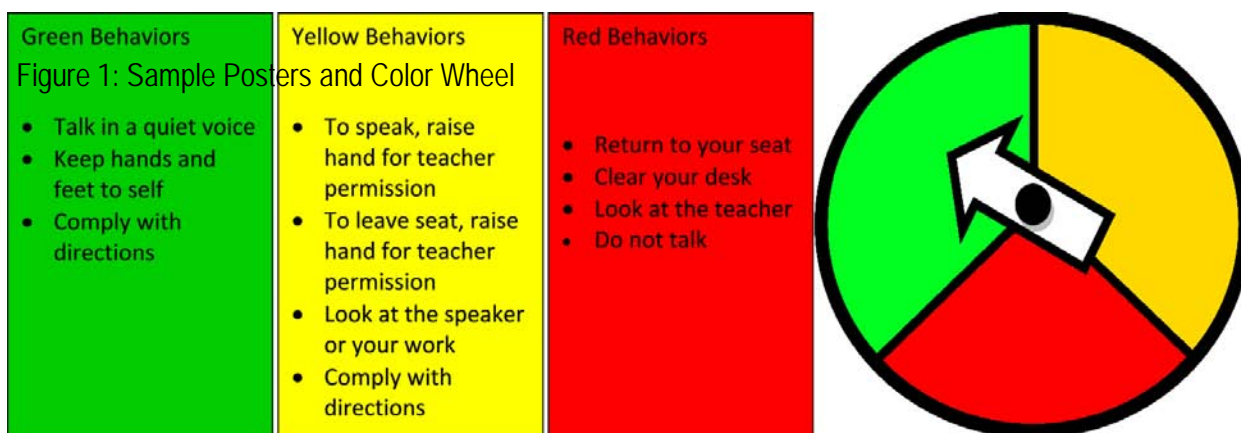 Green Behaviors
Yellow Behaviors
Red Behaviors
Figure 1: Sample Posters and Color Wheel
• Talk in a quiet voice
• Keep hands and
feet to self
• Comply with
directions
• To speak, raise
hand for teacher
permission
• To leave seat, raise
hand for teacher
permission
• Look at the speaker
or your work
• Comply with
directions
• Return to your seat
• Clear your desk
• Look at the teacher
• Do not talk